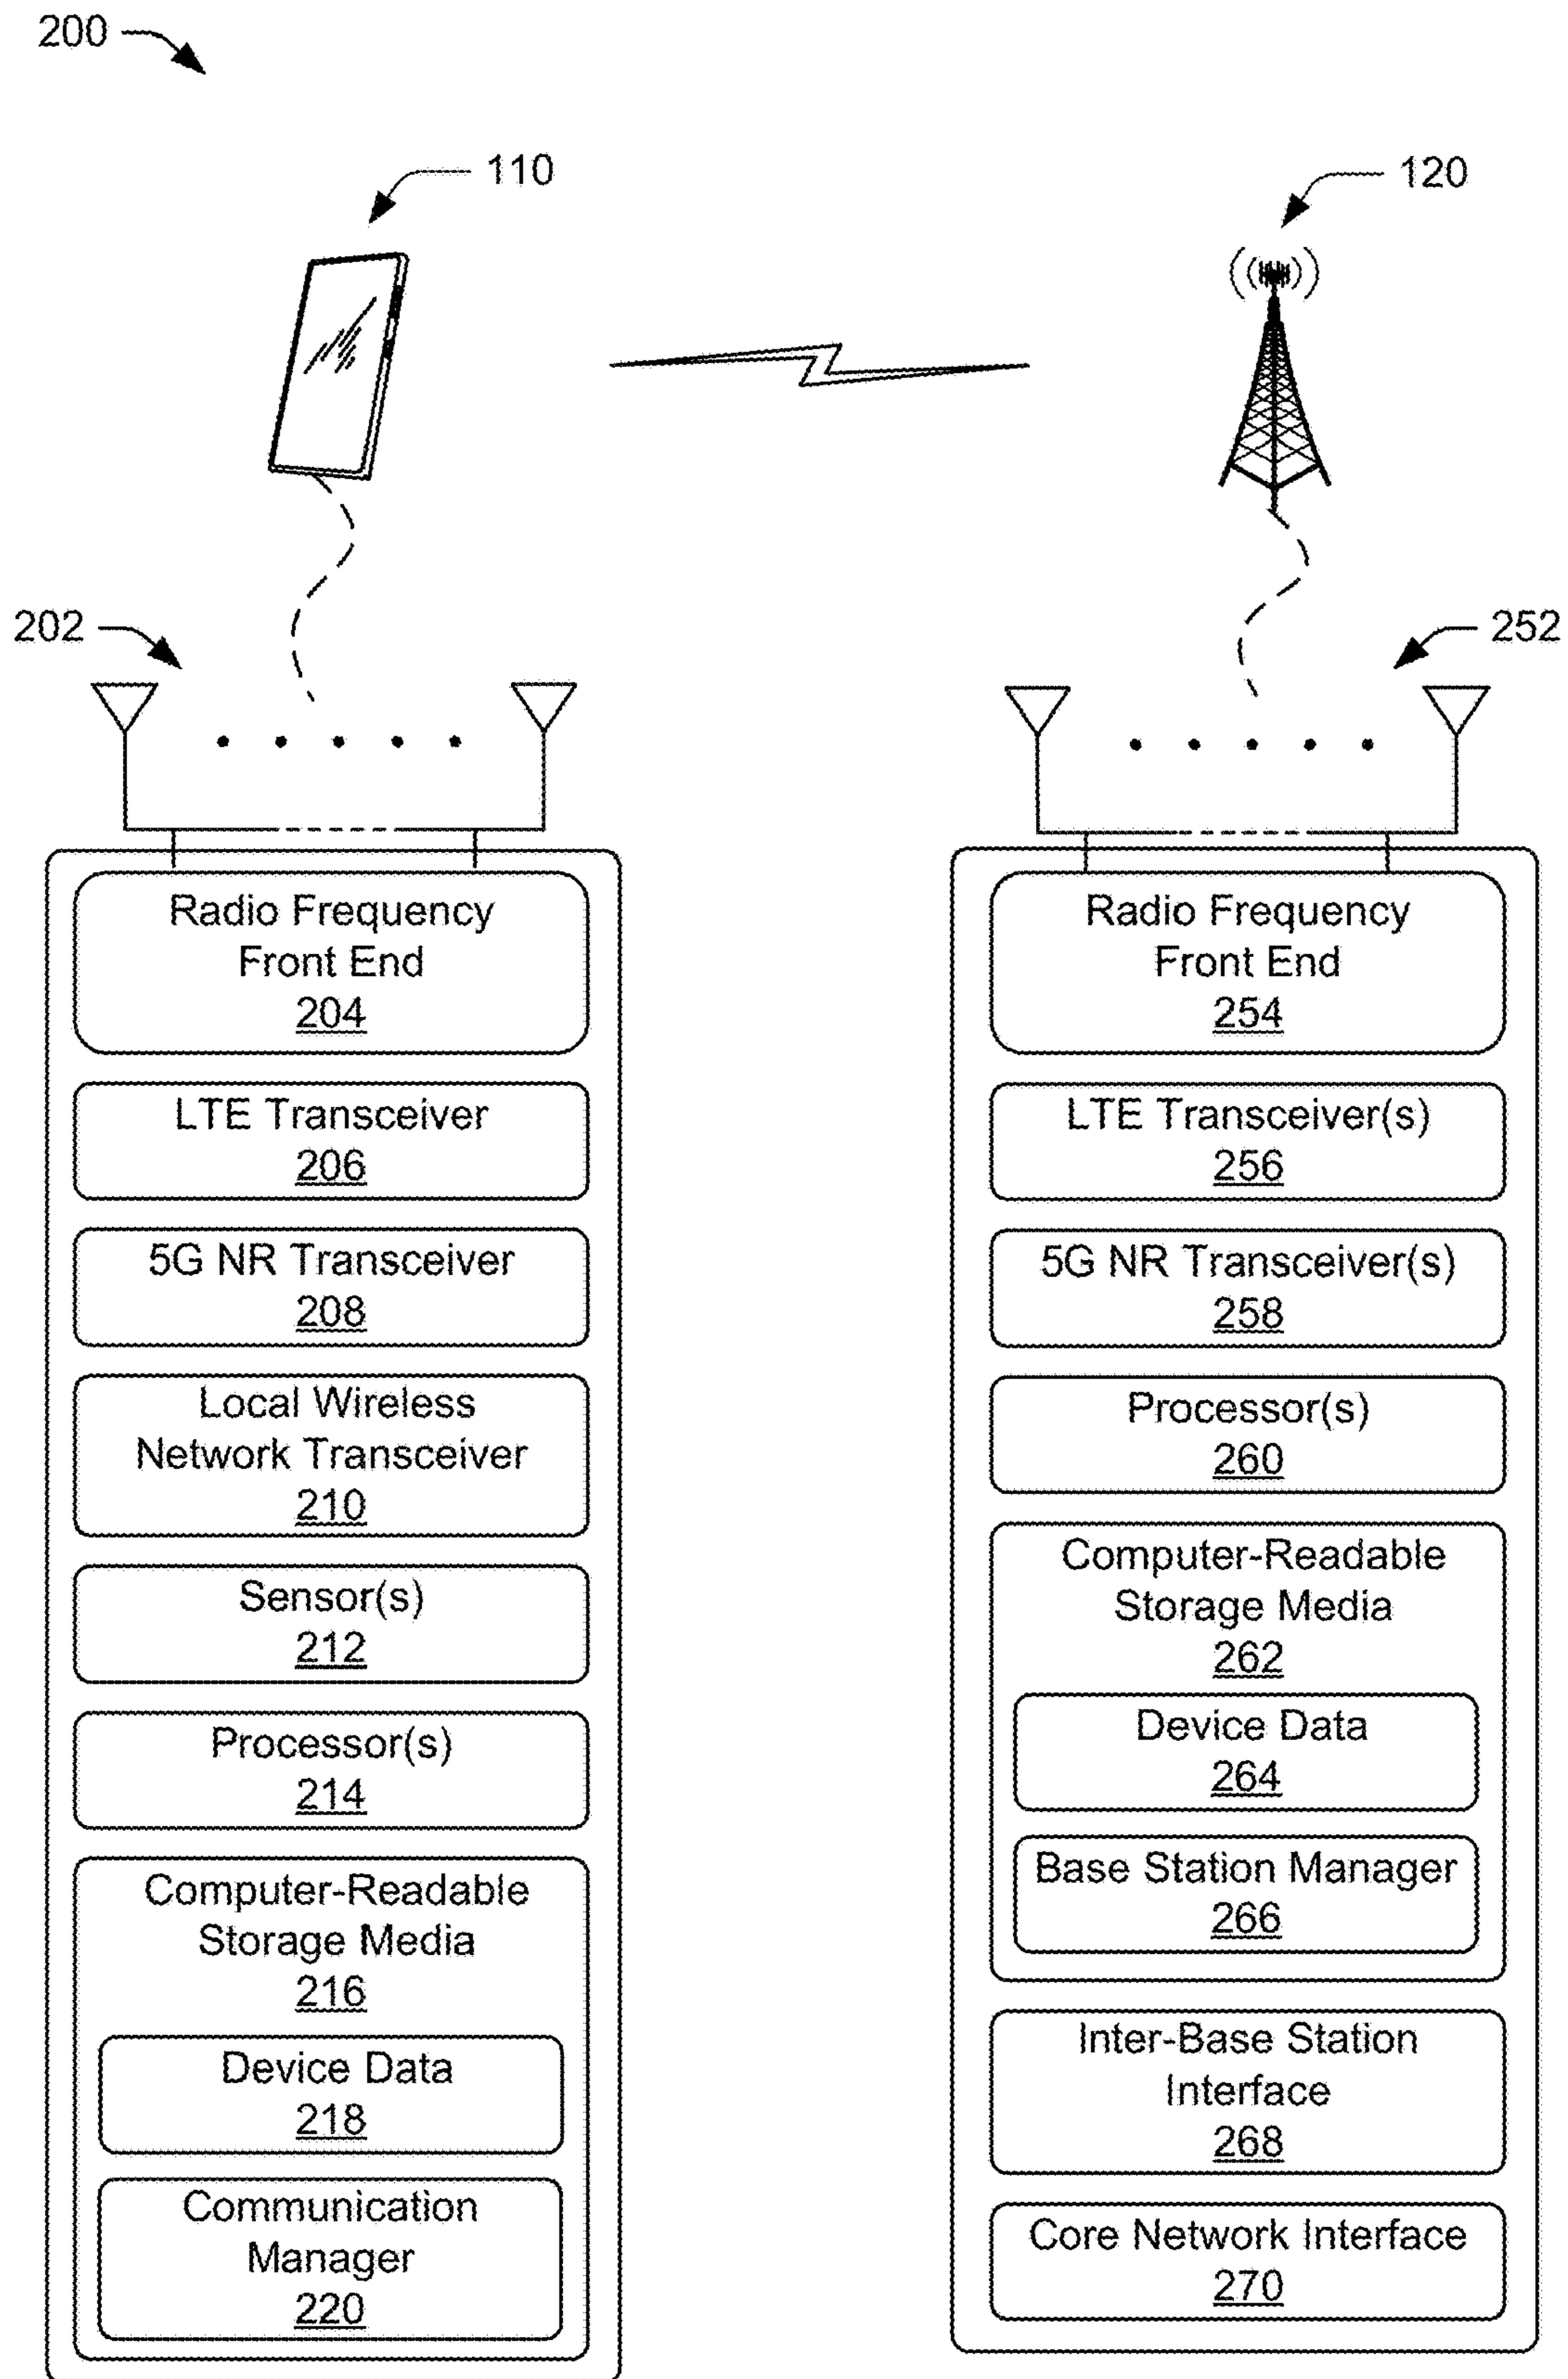 200
110
120
202
252
Radio Frequency
Front End
204
LTE Transceiver
206
5G NR Transceiver
208
Local Wireless
Network Transceiver
210
Sensor(s)
212
Processor(s)
214
Computer-Readable
Storage Media
216
Device Data
218
Communication
Manager
220
Radio Frequency
Front End
254
LTE Transceiver(s)
256
5G NR Transceiver(s)
258
Processor(s)
260
Computer-Readable
Storage Media
262
Device Data
264
Base Station Manager
266
Inter-Base Station
Interface
268
Core Network Interface
270